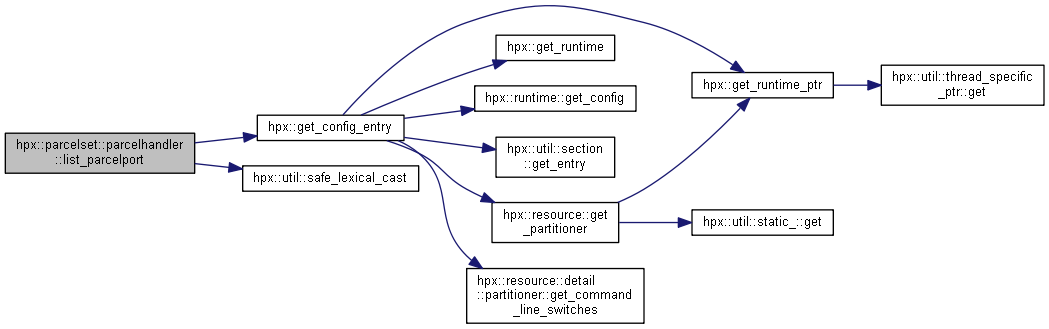 hpx::parcelset::parcelhandler
::list_parcelport
hpx::get_config_entry
hpx::util::safe_lexical_cast
hpx::get_runtime
hpx::runtime::get_config
hpx::util::section
::get_entry
hpx::resource::get
_partitioner
hpx::resource::detail
::partitioner::get_command
_line_switches
hpx::get_runtime_ptr
hpx::util::static_::get
hpx::util::thread_specific
_ptr::get